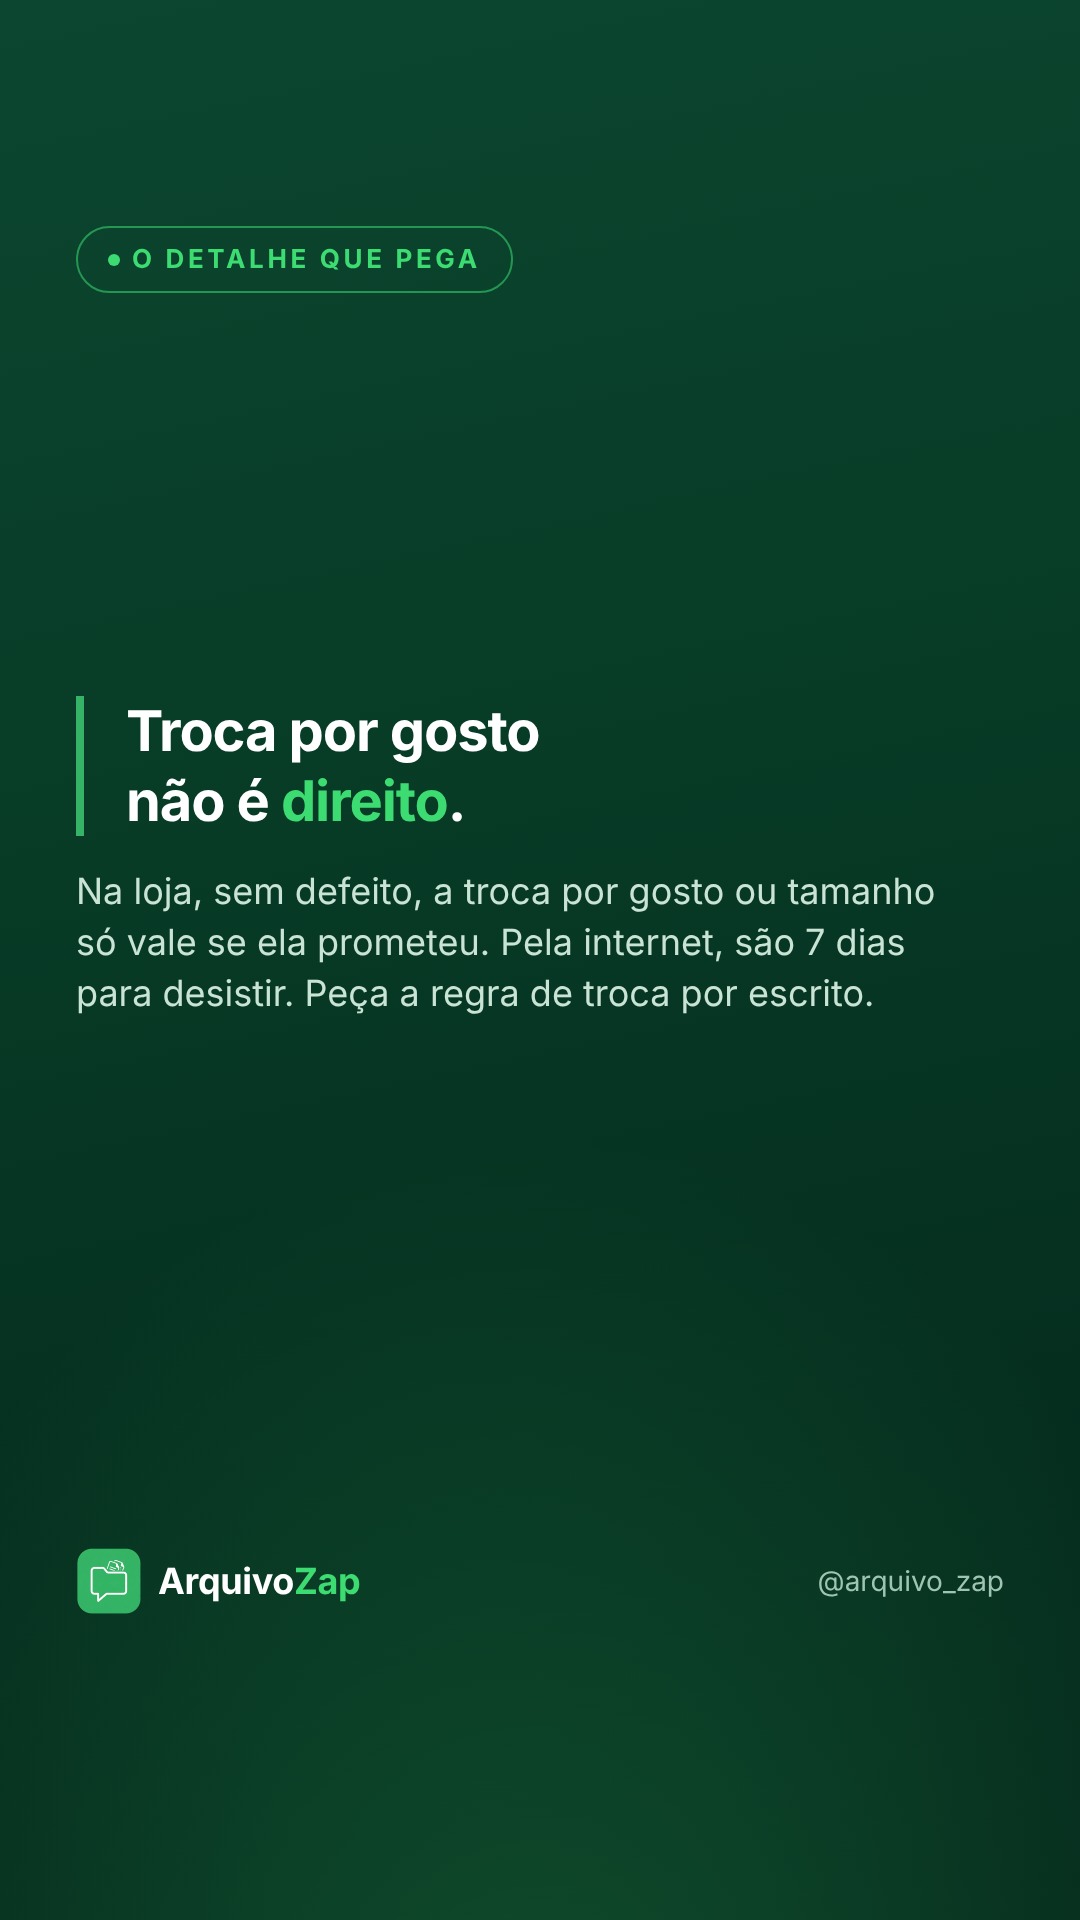 O DETALHE QUE PEGA
Troca por gosto
não é direito.
Na loja, sem defeito, a troca por gosto ou tamanho
só vale se ela prometeu. Pela internet, são 7 dias
para desistir. Peça a regra de troca por escrito.
ArquivoZap
@arquivo_zap